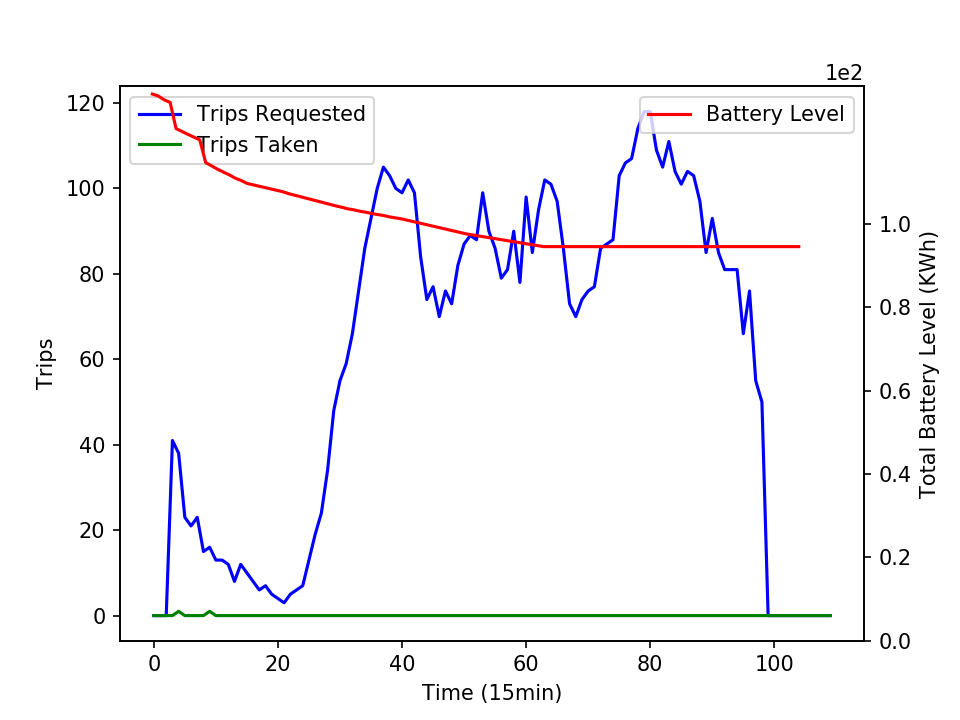 1e2
Trips Requested
Trips Taken
Battery Level
120
100
80
60
40
20
0
Trips
1.0
0.8
0.6
0.4
0.2
0.0
Total Battery Level (KWh)
0
20
40
60
80
100
Time (15min)